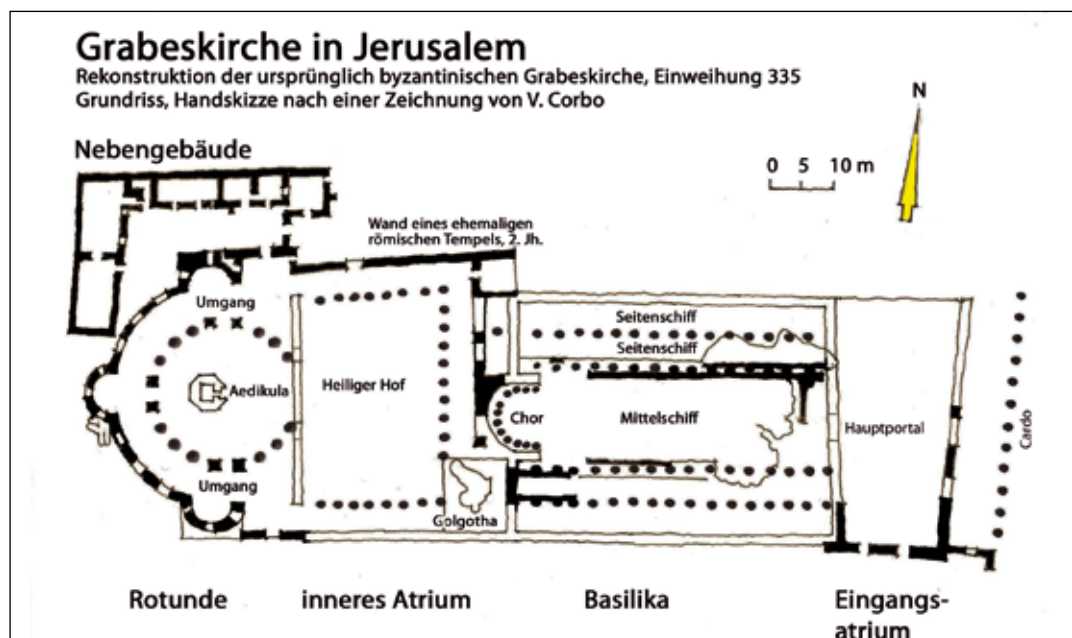 Grabeskirche in Jerusalem
Rekonstruktion der ursprünglich byzantinischen Grabeskirche, Einweihung 335
Grundriss, Handskizze nach einer Zeichnung von V. Corbo
N
Nebengebäude
0 5 10 m
Wand eines ehemaligen
römischen Tempels, 2. Jh.
Umgang
Seitenschiff
Seitenschiff
Aedikula
Heiliger Hof
Chor
Mittelschiff
Hauptportal
Cardo
Umgang
Golgotha
Rotunde
inneres Atrium
Basilika
Eingangs-
atrium